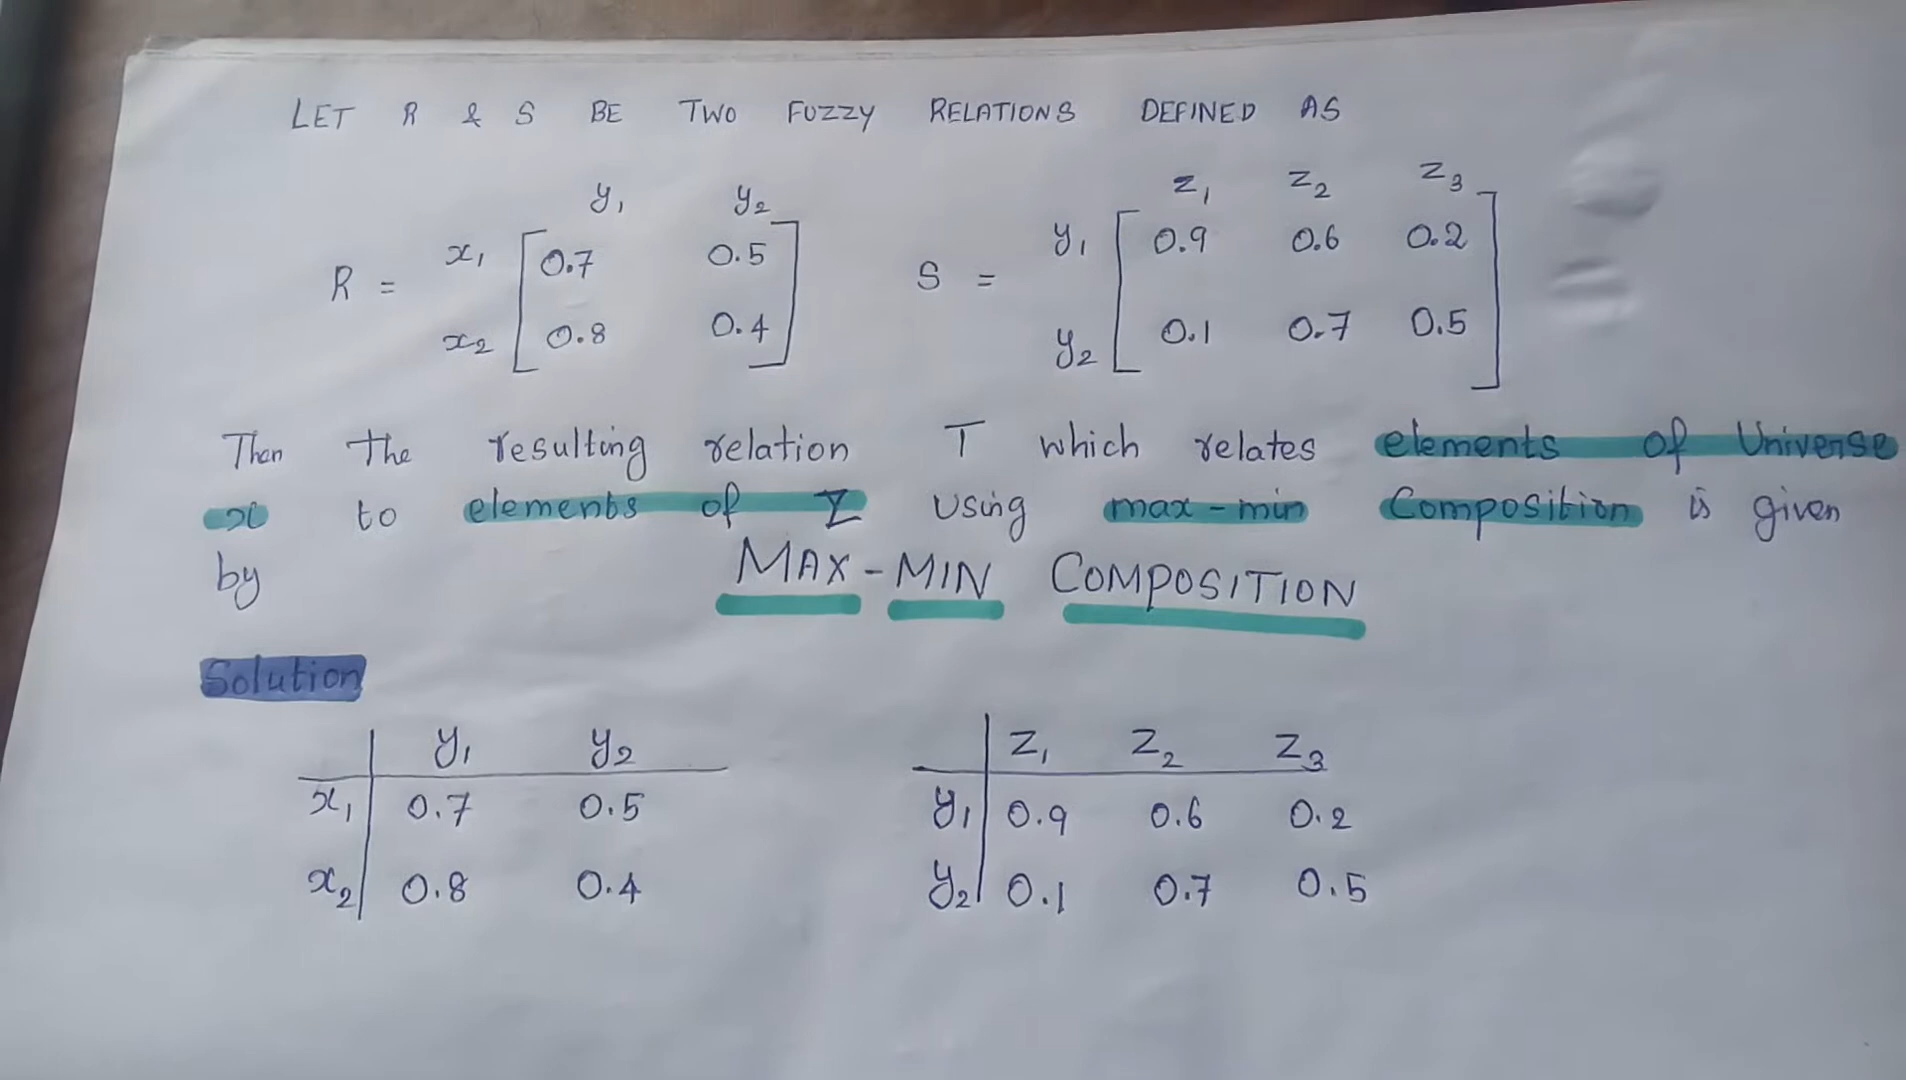 LET R & S BE TWO FUZZY RELATIONS DEFINED AS
y₁ y₂
R = x₁ [0.7 0.5]
x₂ [0.8 0.4]
z₁ z₂ z₃
S = y₁ [0.9 0.6 0.2]
y₂ [0.1 0.7 0.5]
Then the resulting relation T which relates elements of Universe
x to elements of Z using max-min Composition is given
by
MAX-MIN COMPOSITION
Solution
y₁ y₂
x₁ 0.7 0.5
x₂ 0.8 0.4
z₁ z₂ z₃
y₁ 0.9 0.6 0.2
y₂ 0.1 0.7 0.5